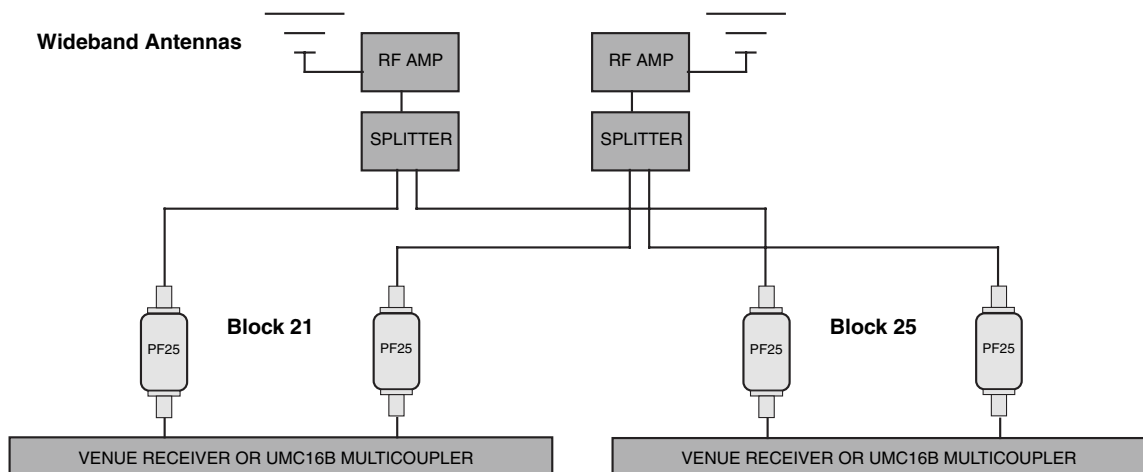 Wideband Antennas
RF AMP
RF AMP
SPLITTER
SPLITTER
Block 21
Block 25
PF25
PF25
PF25
PF25
VENUE RECEIVER OR UMC16B MULTICOUPLER
VENUE RECEIVER OR UMC16B MULTICOUPLER